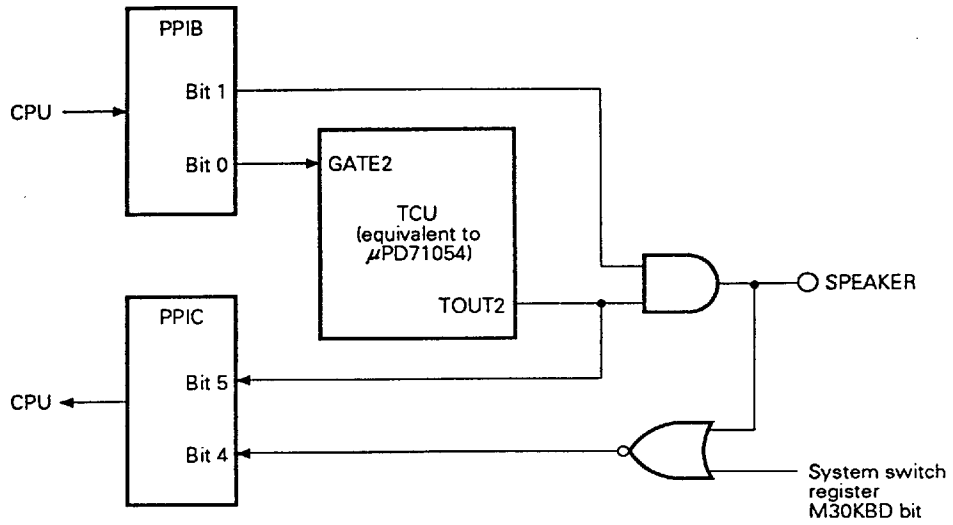 PPIB
Bit 1
CPU
Bit 0
GATE2
TCU
(equivalent to
μPD71054)
TOUT2
SPEAKER
PPIC
Bit 5
CPU
Bit 4
System switch
register
M30KBD bit